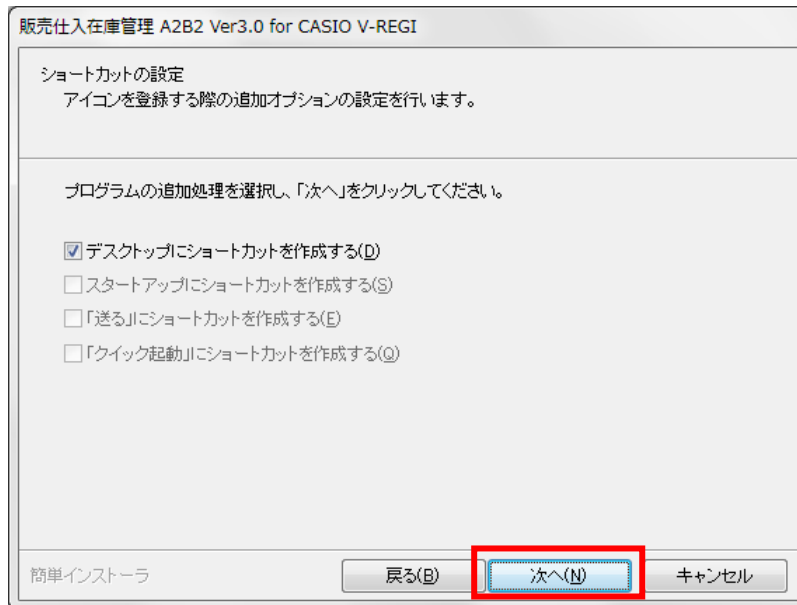 販売仕入在庫管理 A2B2 Ver3.0 for CASIO V-REGI
ショートカットの設定
アイコンを登録する際の追加オプションの設定を行います。
プログラムの追加処理を選択し、「次へ」をクリックしてください。
デスクトップにショートカットを作成する(D)
スタートアップにショートカットを作成する(S)
「送る」にショートカットを作成する(E)
「クイック起動」にショートカットを作成する(Q)
簡単インストーラ 戻る(B) 次へ(N) キャンセル